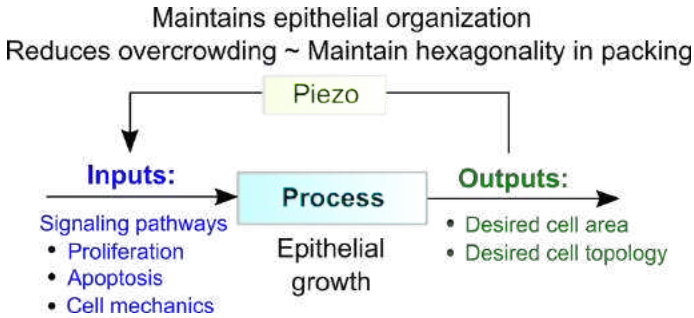 Maintains epithelial organization
Reduces overcrowding ~ Maintain hexagonality in packing
Piezo
Inputs:
Process
Outputs:
Signaling pathways
• Proliferation
• Apoptosis
• Cell mechanics
Epithelial
growth
• Desired cell area
• Desired cell topology